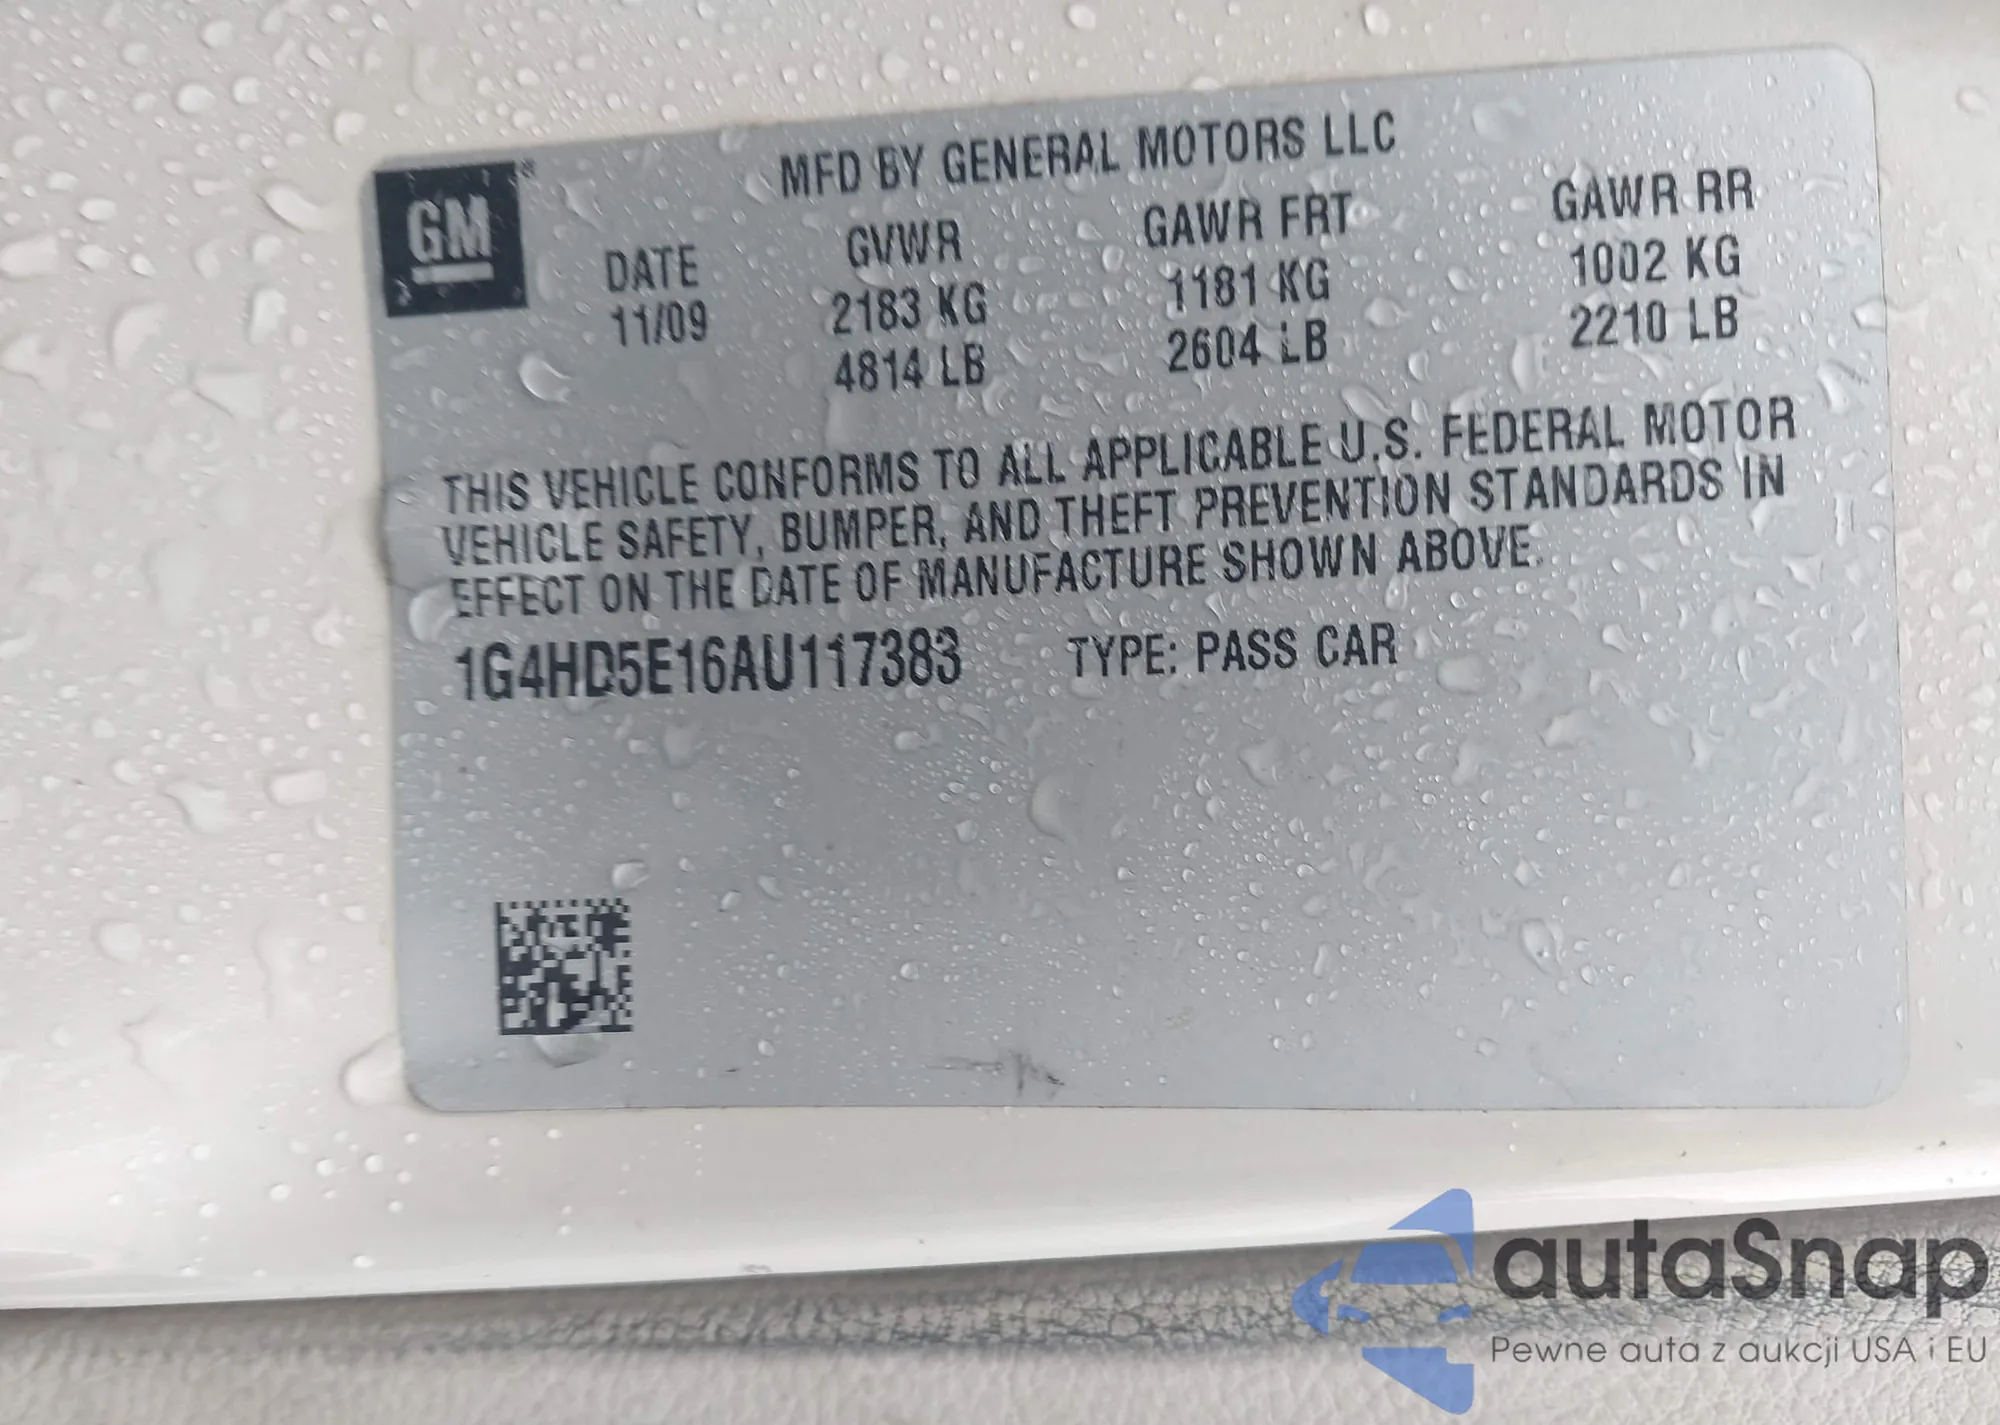 MFD BY GENERAL MOTORS LLC
GM
DATE GVWR GAWR FRT GAWR RR
11/09 2183 KG 1181 KG 1002 KG
4814 LB 2604 LB 2210 LB
THIS VEHICLE CONFORMS TO ALL APPLICABLE U.S. FEDERAL MOTOR
VEHICLE SAFETY, BUMPER, AND THEFT PREVENTION STANDARDS IN
EFFECT ON THE DATE OF MANUFACTURE SHOWN ABOVE.
1G4HD5E16AU117383 TYPE: PASS CAR
autaSnap
Pewne auta z aukcji USA i EU